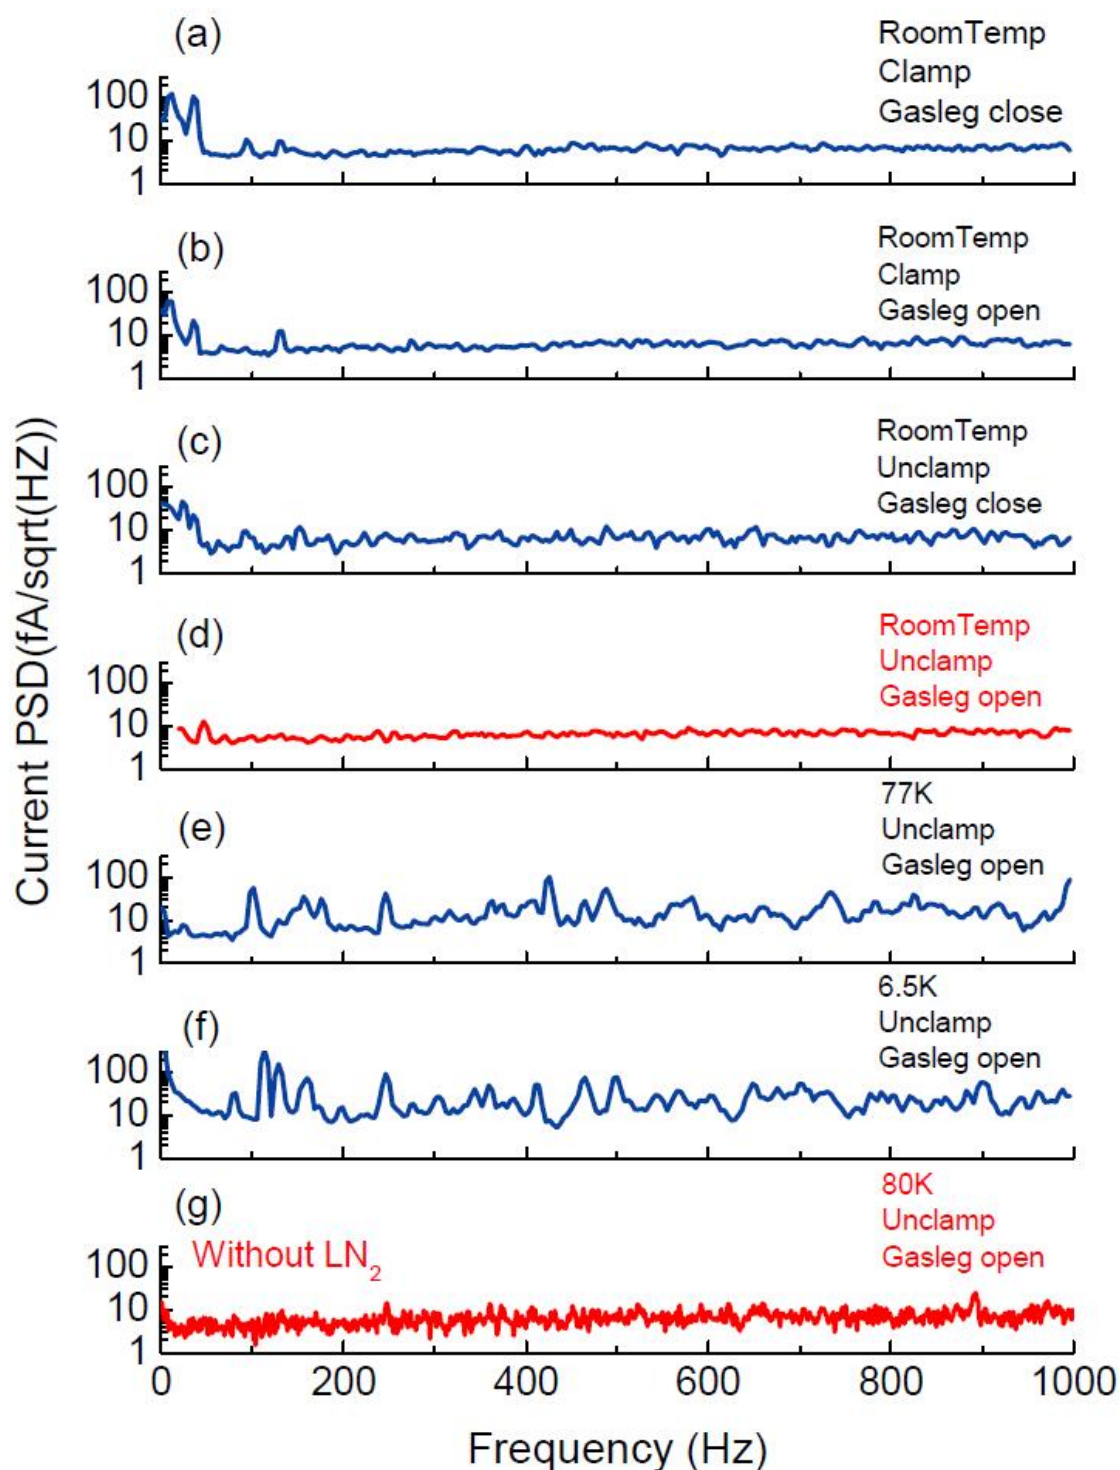 (a)
RoomTemp
Clamp
Gasleg close
100
10
1
(b)
RoomTemp
Clamp
Gasleg open
100
10
1
(c)
RoomTemp
Unclamp
Gasleg close
100
10
1
(d)
RoomTemp
Unclamp
Gasleg open
100
10
1
(e)
77K
Unclamp
Gasleg open
100
10
1
(f)
6.5K
Unclamp
Gasleg open
100
10
1
(g)
80K
Unclamp
Gasleg open
Without LN2
100
10
1
0 200 400 600 800 1000
Frequency (Hz)
Current PSD(fA/sqrt(HZ))